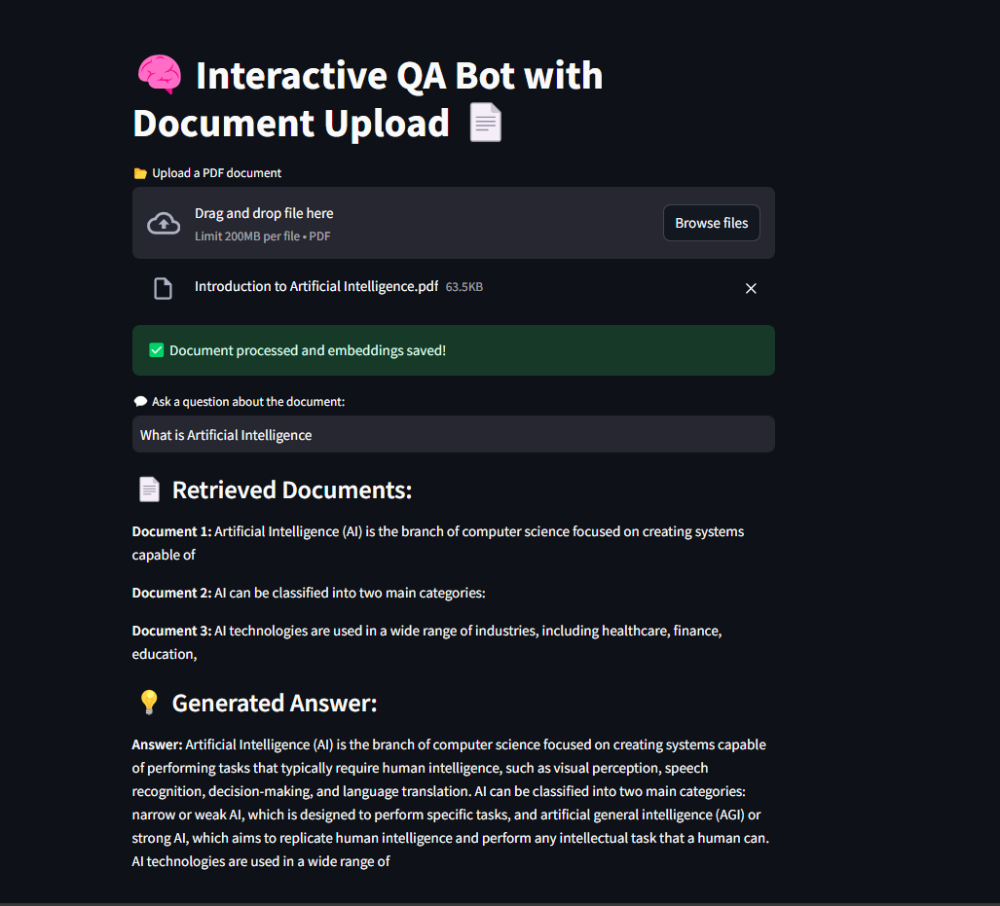 🧠 Interactive QA Bot with
Document Upload 📄
📂 Upload a PDF document
Drag and drop file here
Limit 200MB per file • PDF
Browse files
Introduction to Artificial Intelligence.pdf 63.5KB
✅ Document processed and embeddings saved!
💬 Ask a question about the document:
What is Artificial Intelligence
📄 Retrieved Documents:
Document 1: Artificial Intelligence (AI) is the branch of computer science focused on creating systems
capable of
Document 2: AI can be classified into two main categories:
Document 3: AI technologies are used in a wide range of industries, including healthcare, finance,
education,
💡 Generated Answer:
Answer: Artificial Intelligence (AI) is the branch of computer science focused on creating systems capable
of performing tasks that typically require human intelligence, such as visual perception, speech
recognition, decision-making, and language translation. AI can be classified into two main categories:
narrow or weak AI, which is designed to perform specific tasks, and artificial general intelligence (AGI) or
strong AI, which aims to replicate human intelligence and perform any intellectual task that a human can.
AI technologies are used in a wide range of